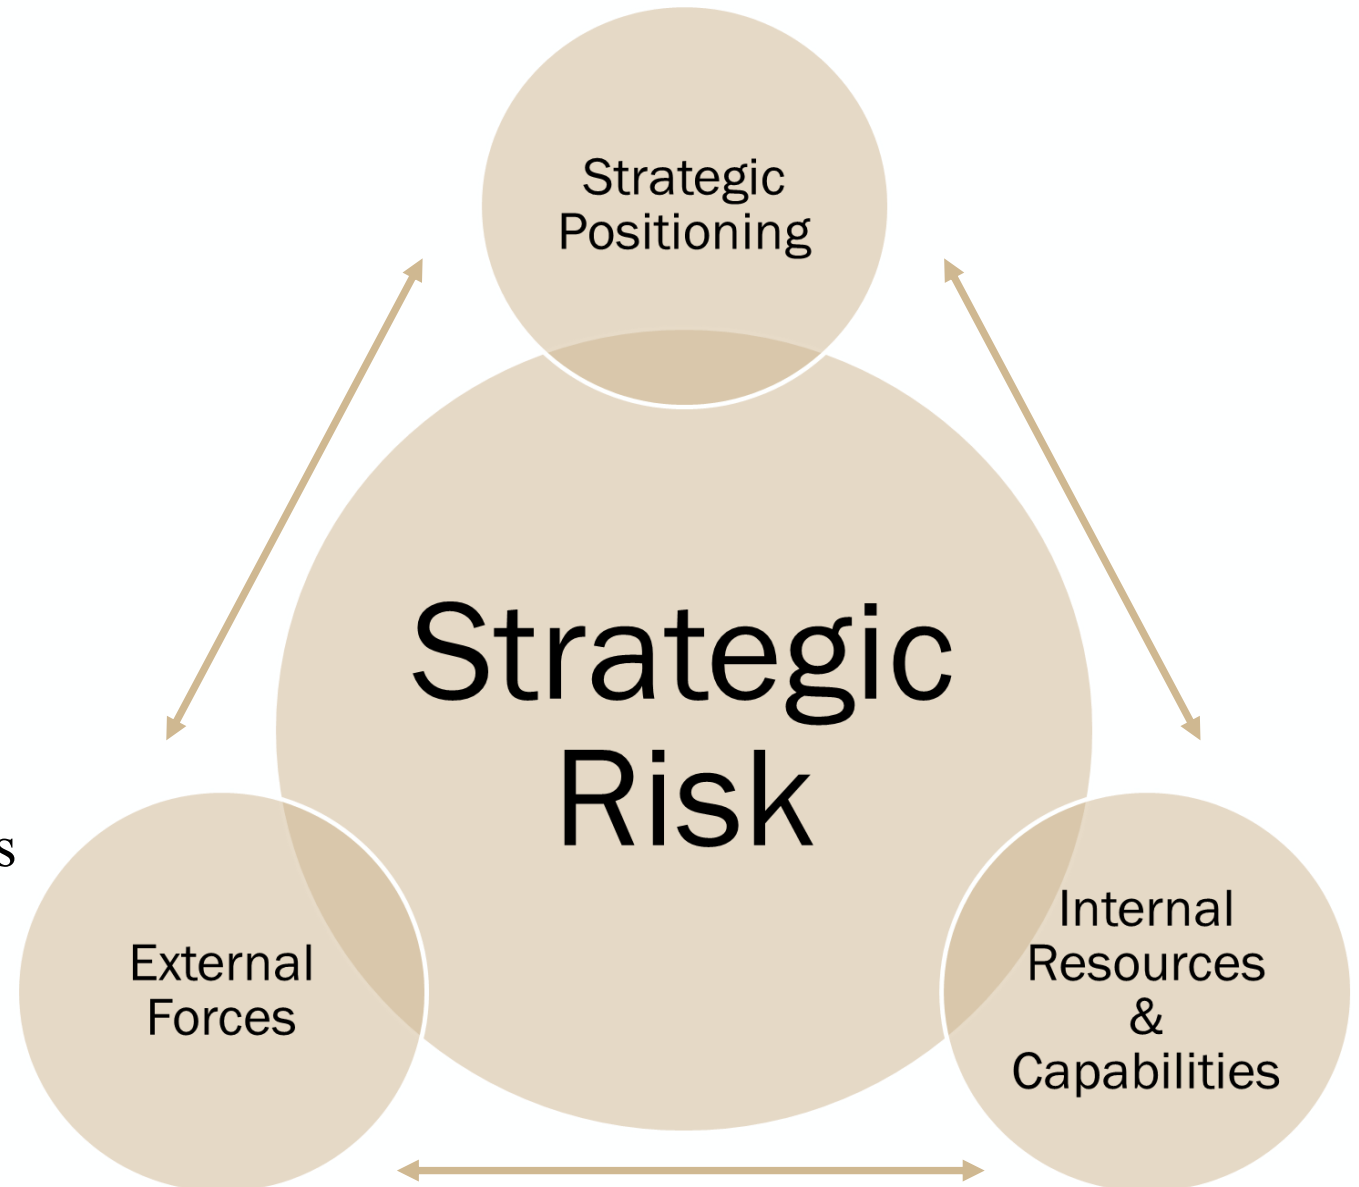 Strategic
Positioning
Strategic
Risk
s
External
Forces
Internal
Resources
&
Capabilities